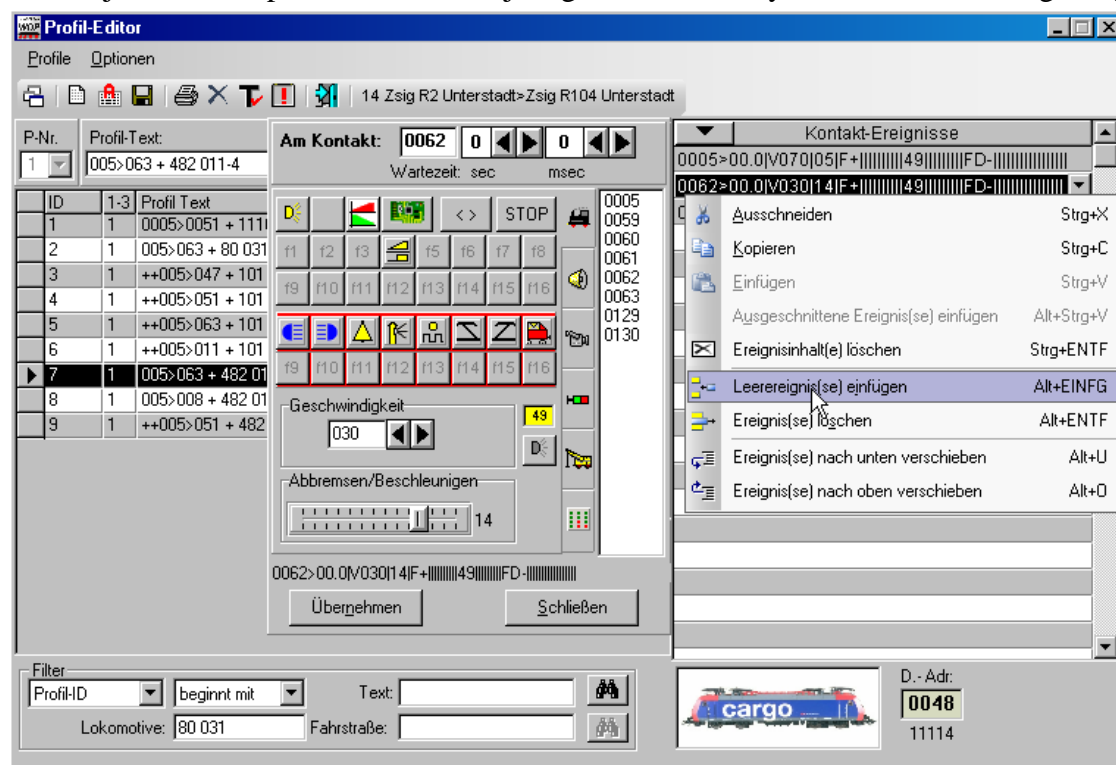 Profil-Editor
Profile Optionen
14 Zsig R2 Unterstadt>Zsig R104 Unterstadt
P-Nr. Profil-Text:
1 005>063 + 482 011-4
ID 1-3 Profil Text
1 1 0005>0051 + 111
2 1 005>063 + 80 031
3 1 ++005>047 + 101
4 1 ++005>051 + 101
5 1 ++005>063 + 101
6 1 ++005>011 + 101
7 1 005>063 + 482 01
8 1 005>008 + 482 01
9 1 ++005>051 + 482
Am Kontakt: 0062 0 0
Wartezeit: sec msec
< > STOP
f1 f2 f3 f5 f6 f7 f8
f9 f10 f11 f12 f13 f14 f15 f16
f9 f10 f11 f12 f13 f14 f15 f16
Geschwindigkeit
030
49
Abbremsen/Beschleunigen
14
0005
0059
0060
0061
0062
0063
0129
0130
0062>00.0|V030|14|F+|||||||||49|||||||||FD-||||||||||||||||
Übernehmen Schließen
Kontakt-Ereignisse
0005>00.0|V070|05|F+|||||||||49|||||||||FD-||||||||||||||||
0062>00.0|V030|14|F+|||||||||49|||||||||FD-||||||||||||||||
Ausschneiden Strg+X
Kopieren Strg+C
Einfügen Strg+V
Ausgeschnittene Ereignis(se) einfügen Alt+Strg+V
Ereignisinhalt(e) löschen Strg+ENTF
Leerereignis(se) einfügen Alt+EINFG
Ereignis(se) löschen Alt+ENTF
Ereignis(se) nach unten verschieben Alt+U
Ereignis(se) nach oben verschieben Alt+O
Filter
Profil-ID beginnt mit Text:
Lokomotive: 80 031 Fahrstraße:
cargo
D.- Adr:
0048
11114